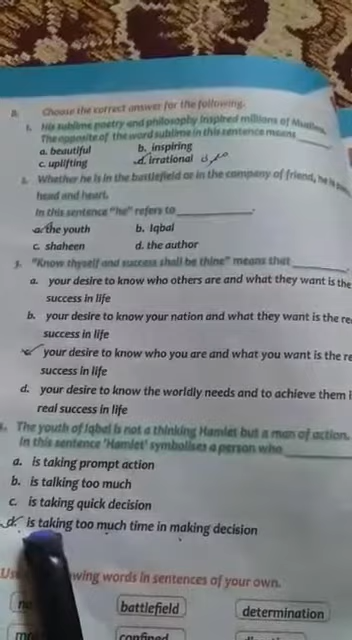 B. Choose the correct answer for the following.
1. His sublime poetry and philosophy inspired millions of
The opposite of the word sublime in this sentence means ______.
a. beautiful b. inspiring
c. uplifting d. irrational
2. Whether he is in the battlefield or in the company of friend, he is
head and heart.
In this sentence "he" refers to ______.
a. the youth b. Iqbal
c. shaheen d. the author
3. "Know thyself and success shall be thine" means that ______.
a. your desire to know who others are and what they want is the
success in life
b. your desire to know your nation and what they want is the
success in life
your desire to know who you are and what you want is the
success in life
d. your desire to know the worldly needs and to achieve them
real success in life
The youth of Iqbal is not a thinking Hamlet but a man of action.
In this sentence 'Hamlet' symbolises a person who ______
a. is taking prompt action
b. is talking too much
c. is taking quick decision
d. is taking too much time in making decision
wing words in sentences of your own.
battlefield determination
confined